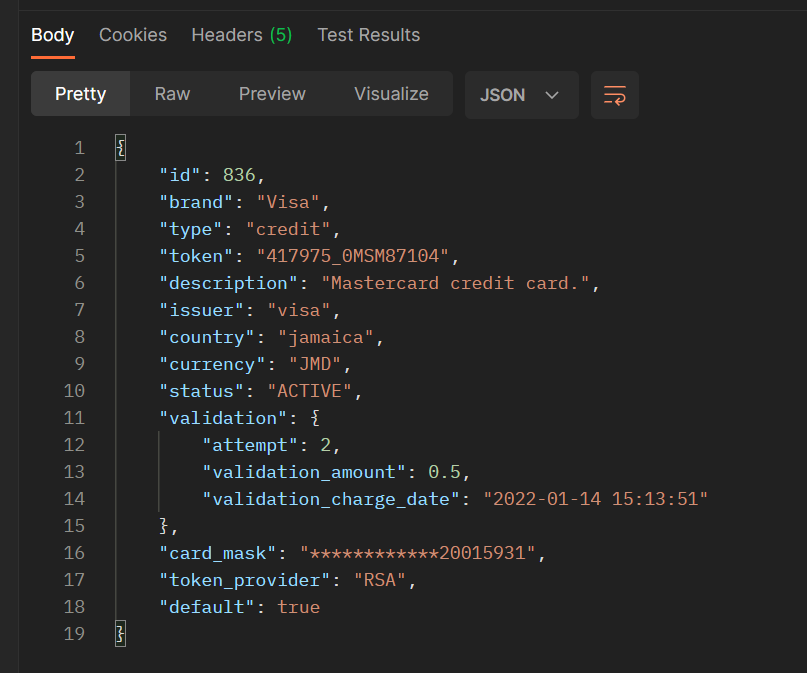 Body Cookies Headers (5) Test Results
Pretty Raw Preview Visualize JSON
1 {
2 "id": 836,
3 "brand": "Visa",
4 "type": "credit",
5 "token": "417975_0MSM87104",
6 "description": "Mastercard credit card.",
7 "issuer": "visa",
8 "country": "jamaica",
9 "currency": "JMD",
10 "status": "ACTIVE",
11 "validation": {
12 "attempt": 2,
13 "validation_amount": 0.5,
14 "validation_charge_date": "2022-01-14 15:13:51"
15 },
16 "card_mask": "************20015931",
17 "token_provider": "RSA",
18 "default": true
19 }